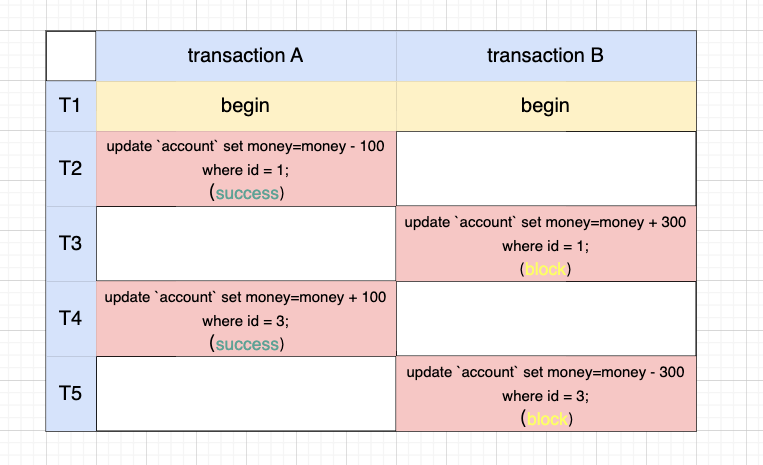 transaction A
transaction B
T1
begin
begin
T2
update `account` set money=money - 100
where id = 1;
(success)
T3
update `account` set money=money + 300
where id = 1;
(block)
T4
update `account` set money=money + 100
where id = 3;
(success)
T5
update `account` set money=money - 300
where id = 3;
(block)